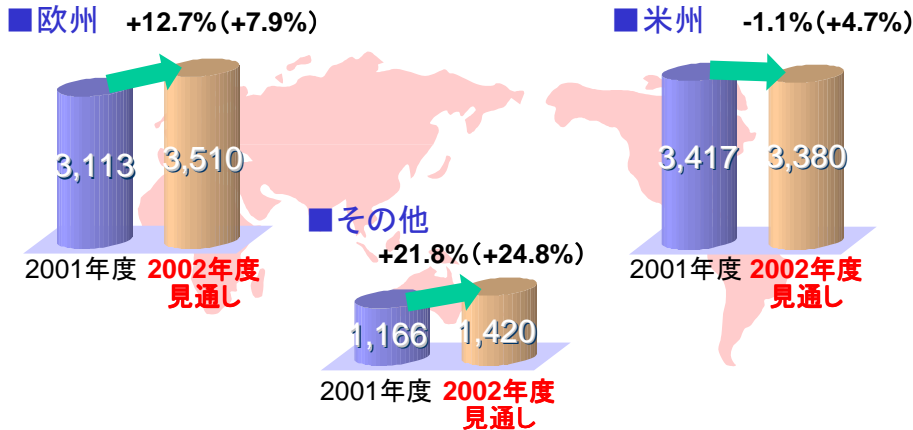 ■欧州 +12.7%(+7.9%)
3,113
3,510
2001年度 2002年度
見通し
■米州 -1.1%(+4.7%)
3,417
3,380
2001年度 2002年度
見通し
■その他
+21.8%(+24.8%)
1,166
1,420
2001年度 2002年度
見通し